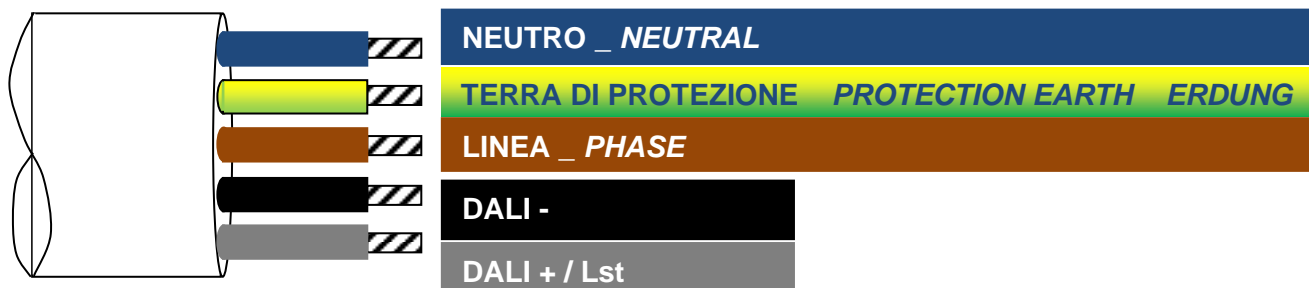 NEUTRO _ NEUTRAL
TERRA DI PROTEZIONE PROTECTION EARTH ERDUNG
LINEA _ PHASE
DALI -
DALI + / Lst